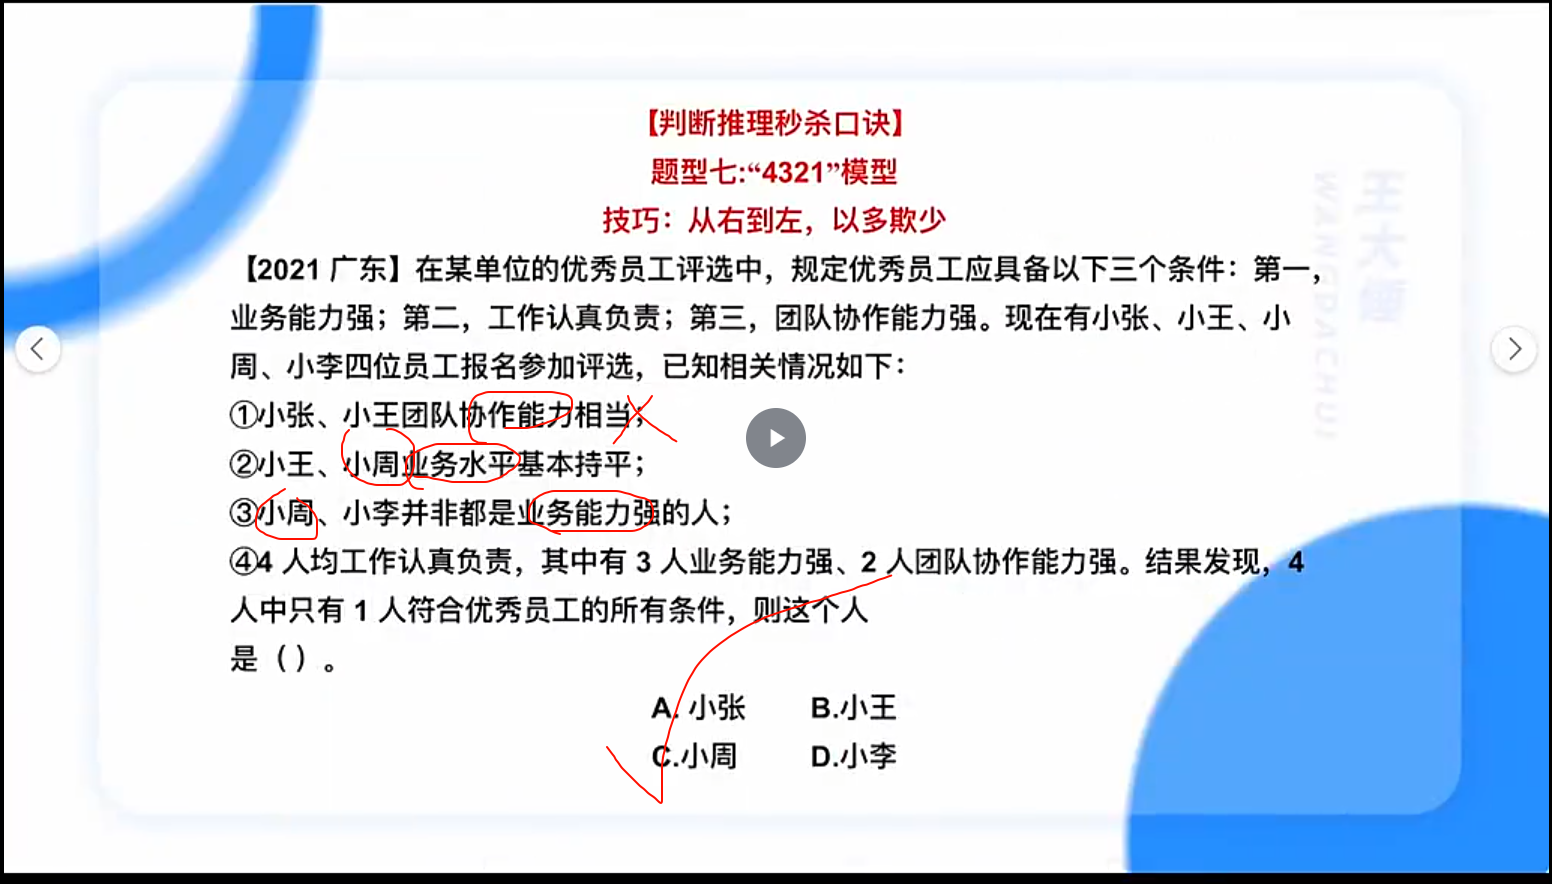 【判断推理秒杀口诀】
题型七:“4321”模型
技巧：从右到左，以多欺少
【2021 广东】在某单位的优秀员工评选中，规定优秀员工应具备以下三个条件：第一，
业务能力强；第二，工作认真负责；第三，团队协作能力强。现在有小张、小王、小
周、小李四位员工报名参加评选，已知相关情况如下：
①小张、小王团队协作能力相当；
②小王、小周业务水平基本持平；
③小周、小李并非都是业务能力强的人；
④4 人均工作认真负责，其中有 3 人业务能力强、2 人团队协作能力强。结果发现，4
人中只有 1 人符合优秀员工的所有条件，则这个人
是（）。
A. 小张 B.小王
C.小周 D.小李
王大锤
WANGDACHUI